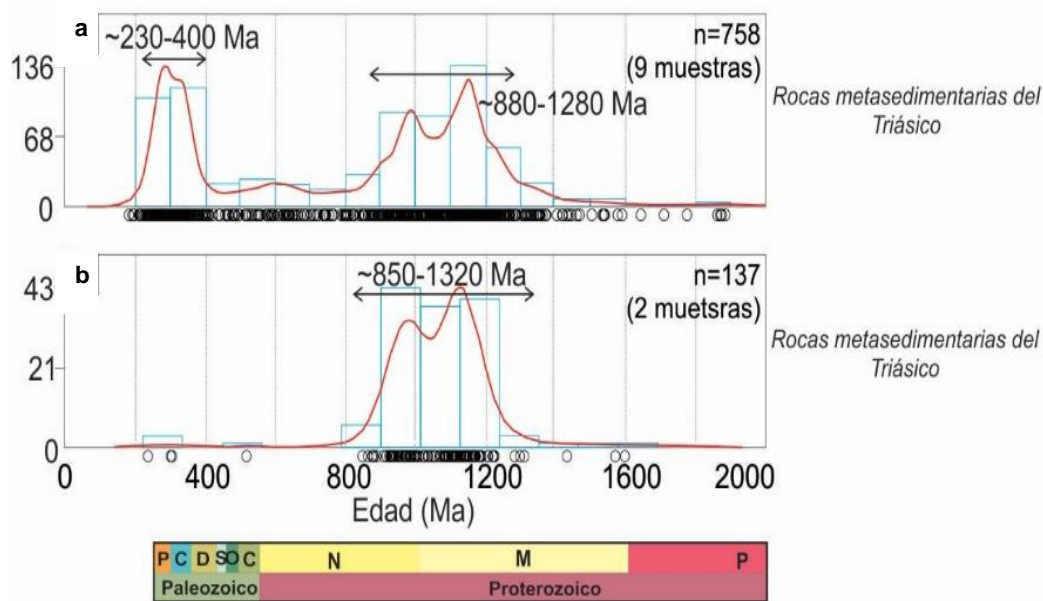 a
~230-400 Ma
n=758
(9 muestras)
~880-1280 Ma
136
68
0
Rocas metasedimentarias del
Triásico
b
~850-1320 Ma
n=137
(2 muetsras)
43
21
0
Rocas metasedimentarias del
Triásico
0 400 800 1200 1600 2000
Edad (Ma)
P C D S O C N M P
Paleozoico Proterozoico